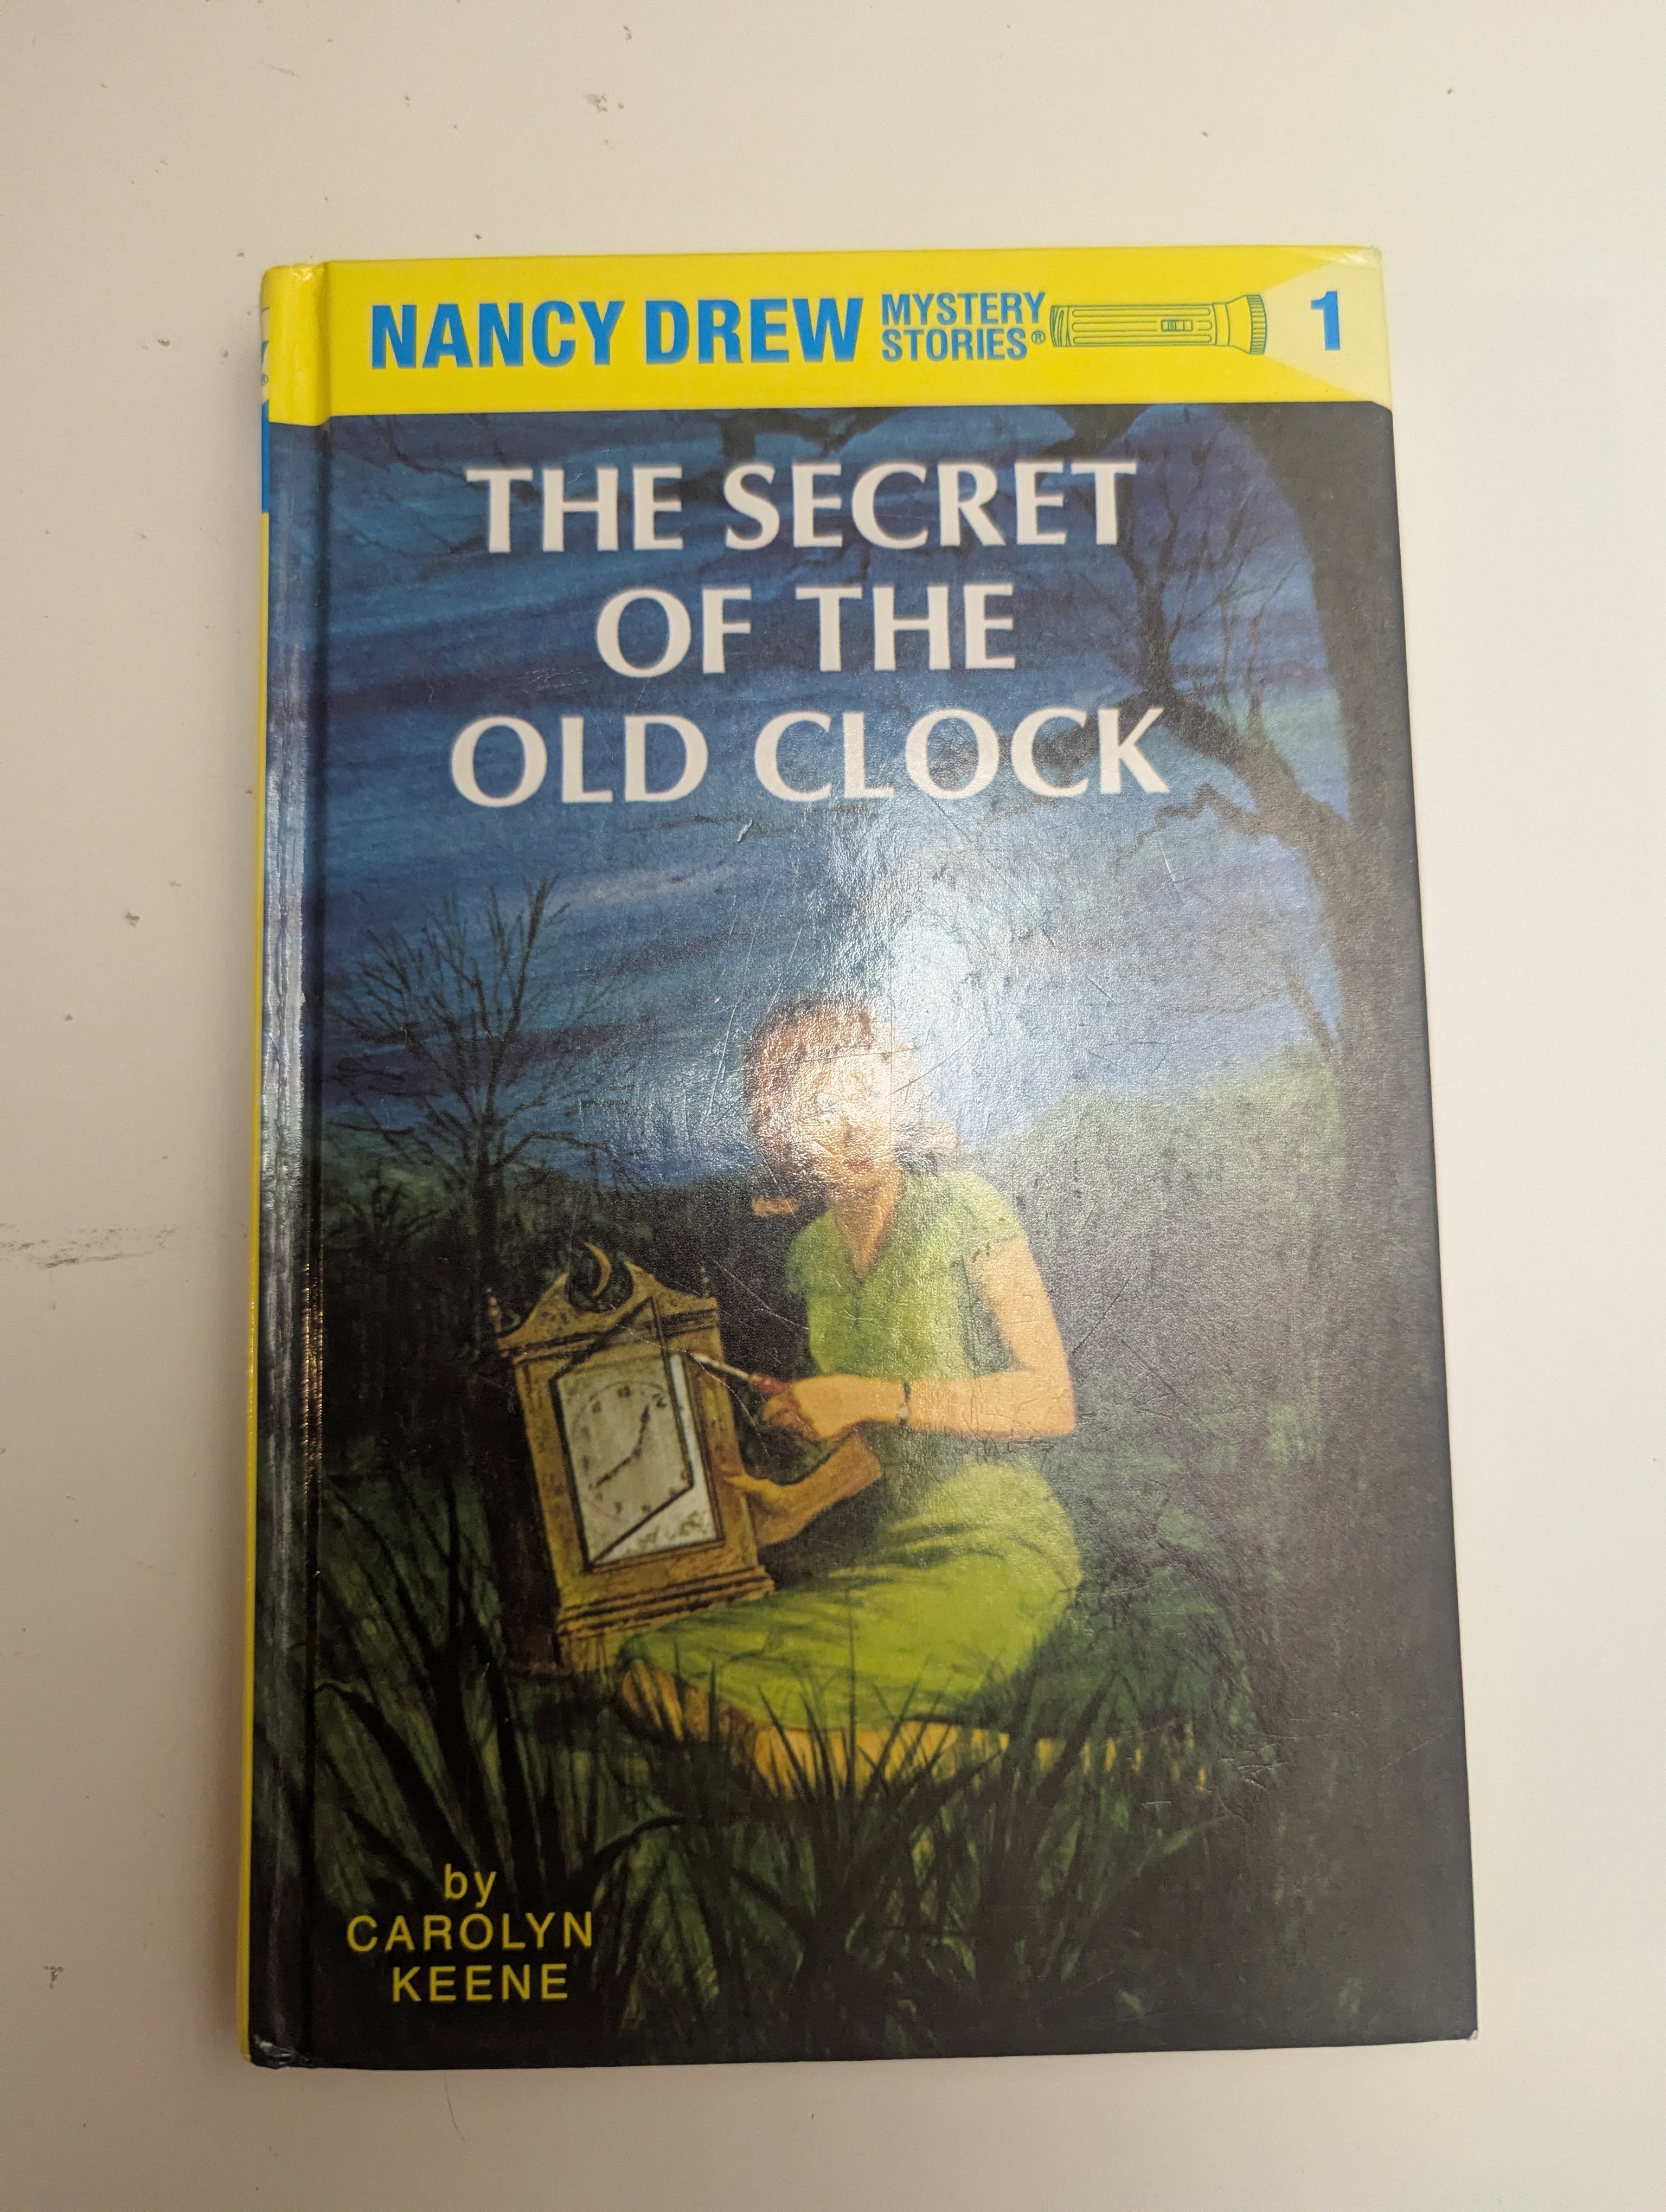 NANCY DREW MYSTERY STORIES® 1
THE SECRET
OF THE
OLD CLOCK
by
CAROLYN
KEENE